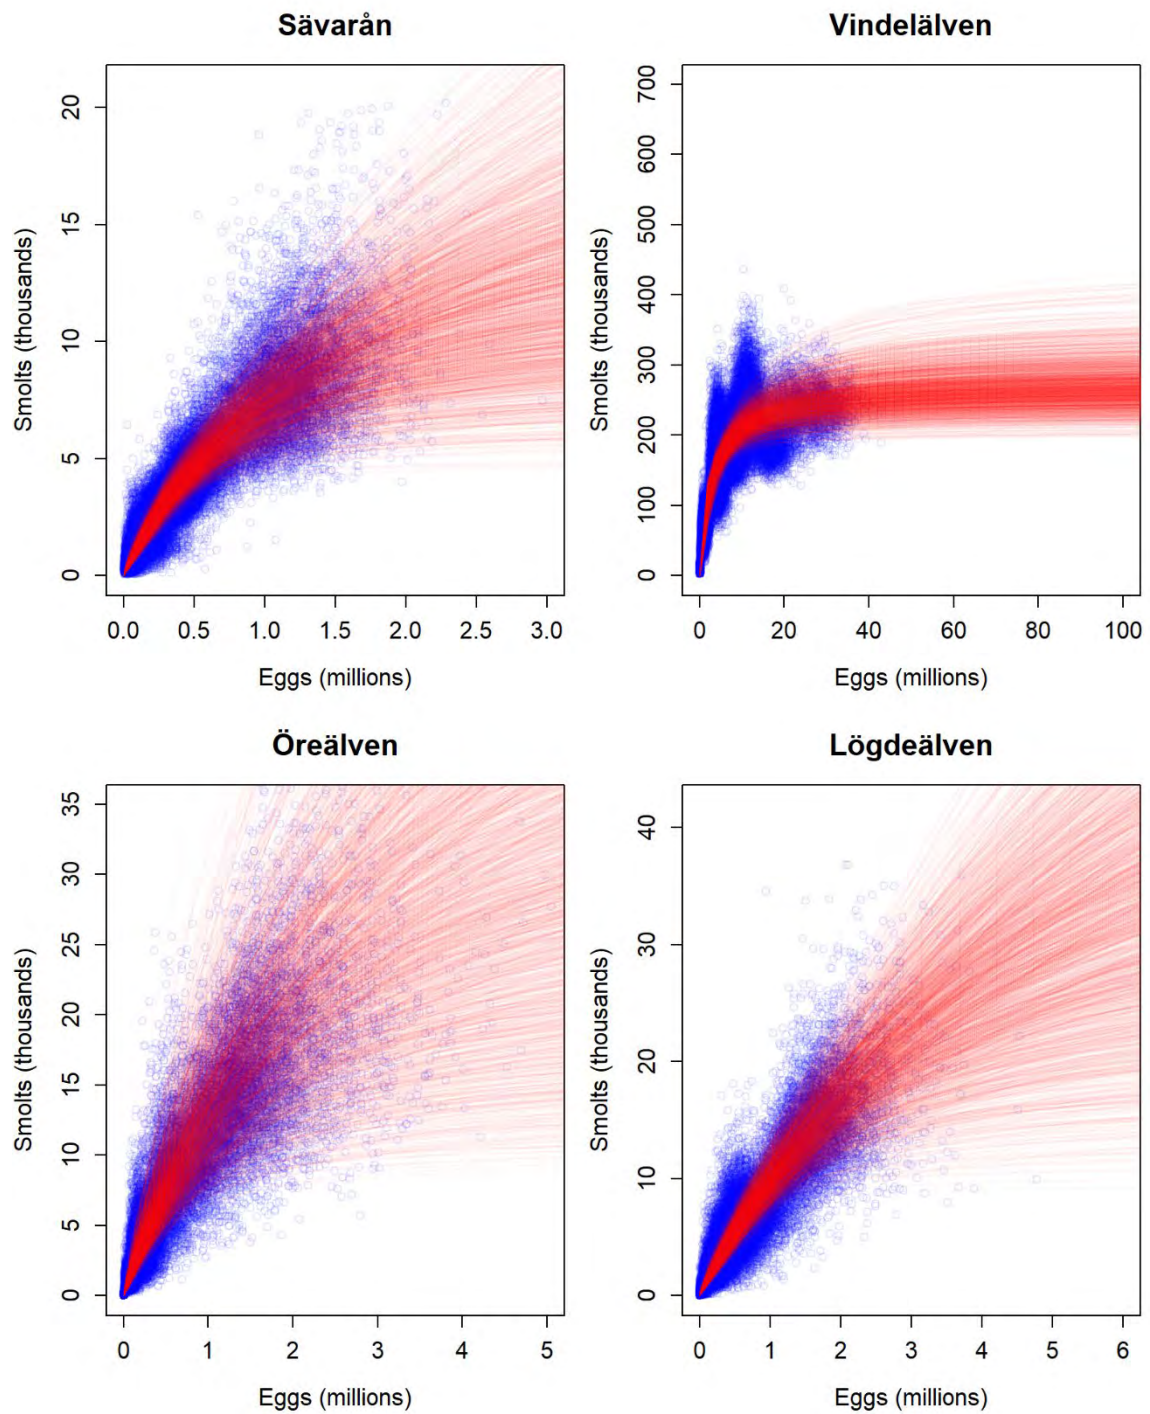 Sävarån
Smolts (thousands)
20
15
10
5
0
0.0 0.5 1.0 1.5 2.0 2.5 3.0
Eggs (millions)
Vindelälven
Smolts (thousands)
700
600
500
400
300
200
100
0
0 20 40 60 80 100
Eggs (millions)
Öreälven
Smolts (thousands)
35
30
25
20
15
10
5
0
0 1 2 3 4 5
Eggs (millions)
Lögdeälven
Smolts (thousands)
40
30
20
10
0
0 1 2 3 4 5 6
Eggs (millions)